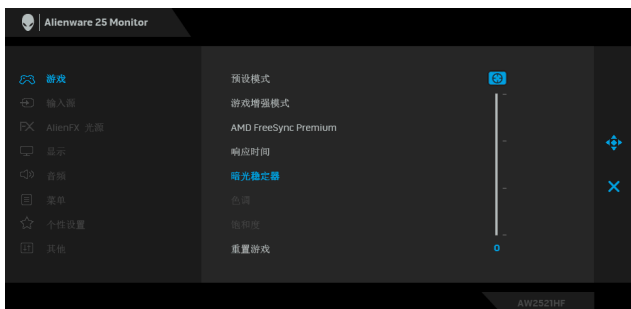 Alienware 25 Monitor
游戏
输入源
AlienFX 光源
显示
音频
菜单
个性设置
其他
预设模式
游戏增强模式
AMD FreeSync Premium
响应时间
暗光稳定器
色调
饱和度
重置游戏
0
AW2521HF